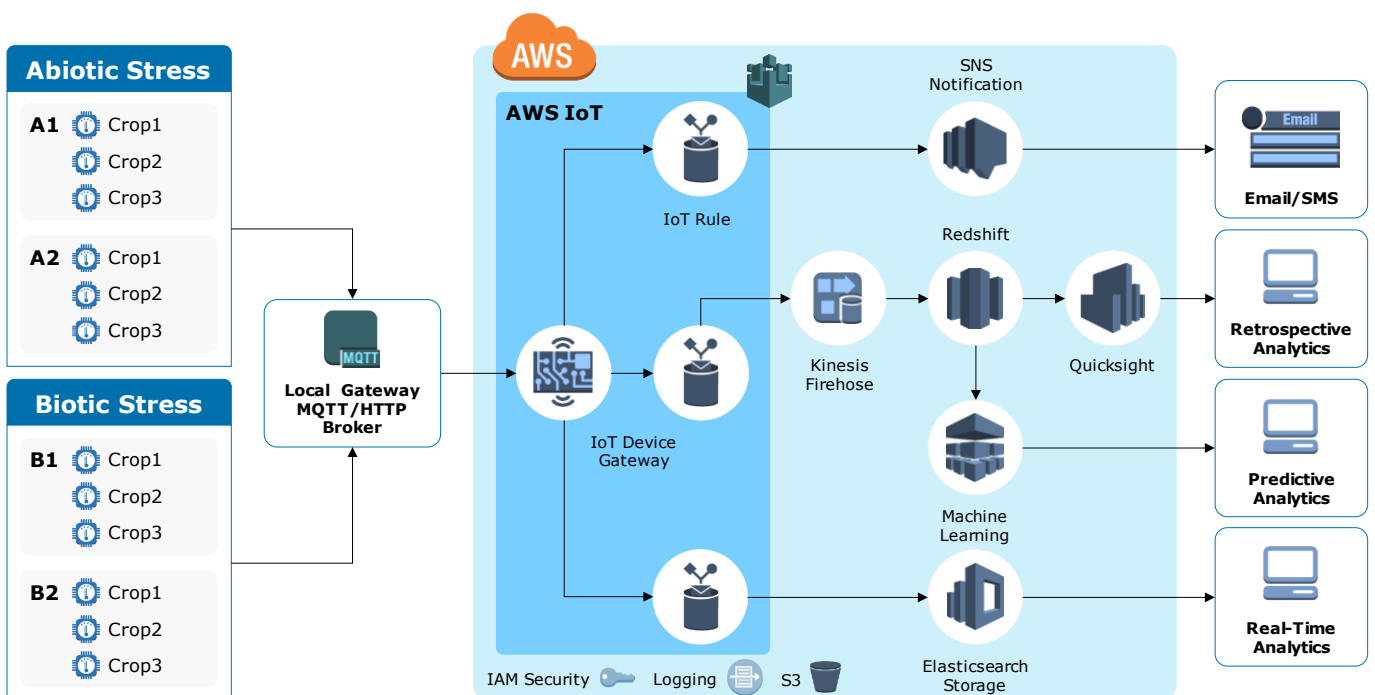 Abiotic Stress
A1
Crop1
Crop2
Crop3
A2
Crop1
Crop2
Crop3
Biotic Stress
B1
Crop1
Crop2
Crop3
B2
Crop1
Crop2
Crop3
MQTT
Local Gateway
MQTT/HTTP
Broker
AWS
AWS IoT
IoT Rule
IoT Device
Gateway
SNS
Notification
Kinesis
Firehose
Redshift
Quicksight
Machine
Learning
Elasticsearch
Storage
IAM Security
Logging
S3
Email
Email/SMS
Retrospective
Analytics
Predictive
Analytics
Real-Time
Analytics